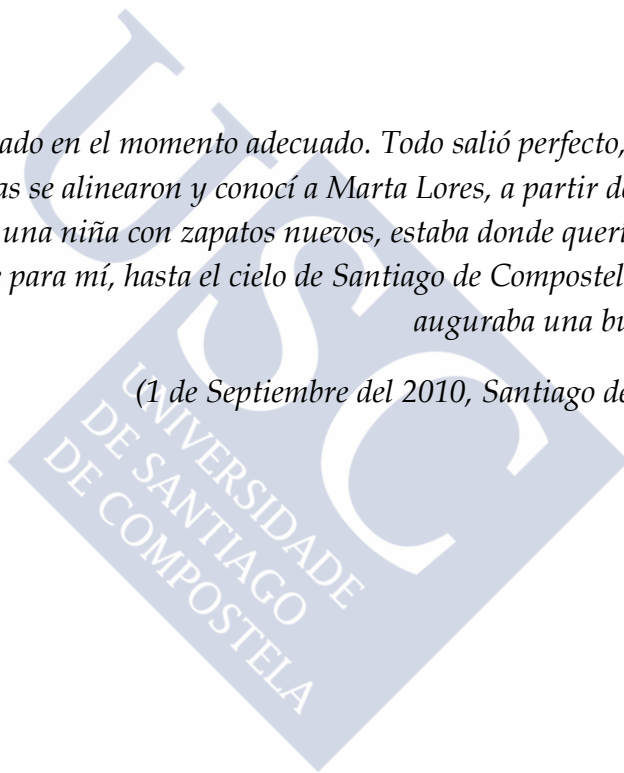 ado en el momento adecuado. Todo salió perfecto,
as se alinearon y conocí a Marta Lores, a partir d
una niña con zapatos nuevos, estaba donde querí
e para mí, hasta el cielo de Santiago de Compostel
auguraba una bu
(1 de Septiembre del 2010, Santiago de
USC
UNIVERSIDADE
DE SANTIAGO
DE COMPOSTELA